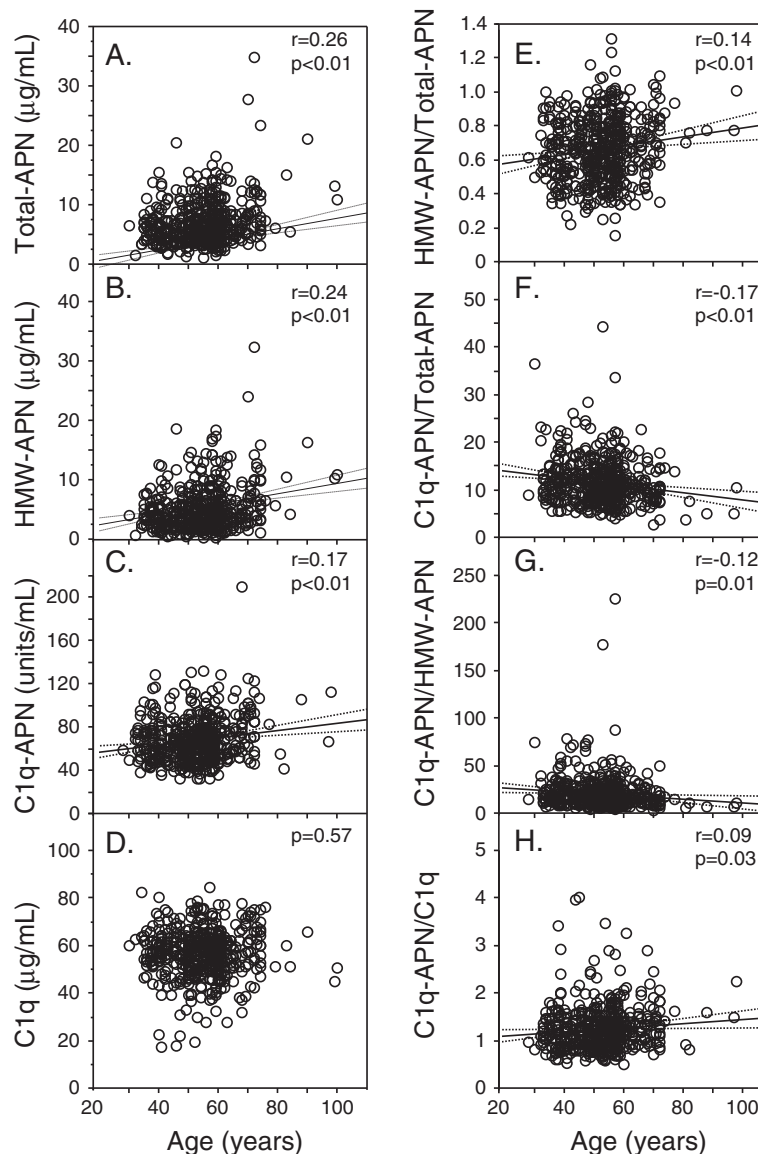 A.
r=0.26
p<0.01
Total-APN (μg/mL)
40
30
20
10
0
B.
r=0.24
p<0.01
HMW-APN (μg/mL)
40
30
20
10
0
C.
r=0.17
p<0.01
C1q-APN (units/mL)
200
160
120
80
40
0
D.
p=0.57
C1q (μg/mL)
100
80
60
40
20
0
20 40 60 80 100
Age (years)
E.
r=0.14
p<0.01
HMW-APN/Total-APN
1.4
1.2
1.0
0.8
0.6
0.4
0.2
0
F.
r=-0.17
p<0.01
C1q-APN/Total-APN
50
40
30
20
10
0
G.
r=-0.12
p=0.01
C1q-APN/HMW-APN
250
200
150
100
50
0
H.
r=0.09
p=0.03
C1q-APN/C1q
5
4
3
2
1
0
20 40 60 80 100
Age (years)